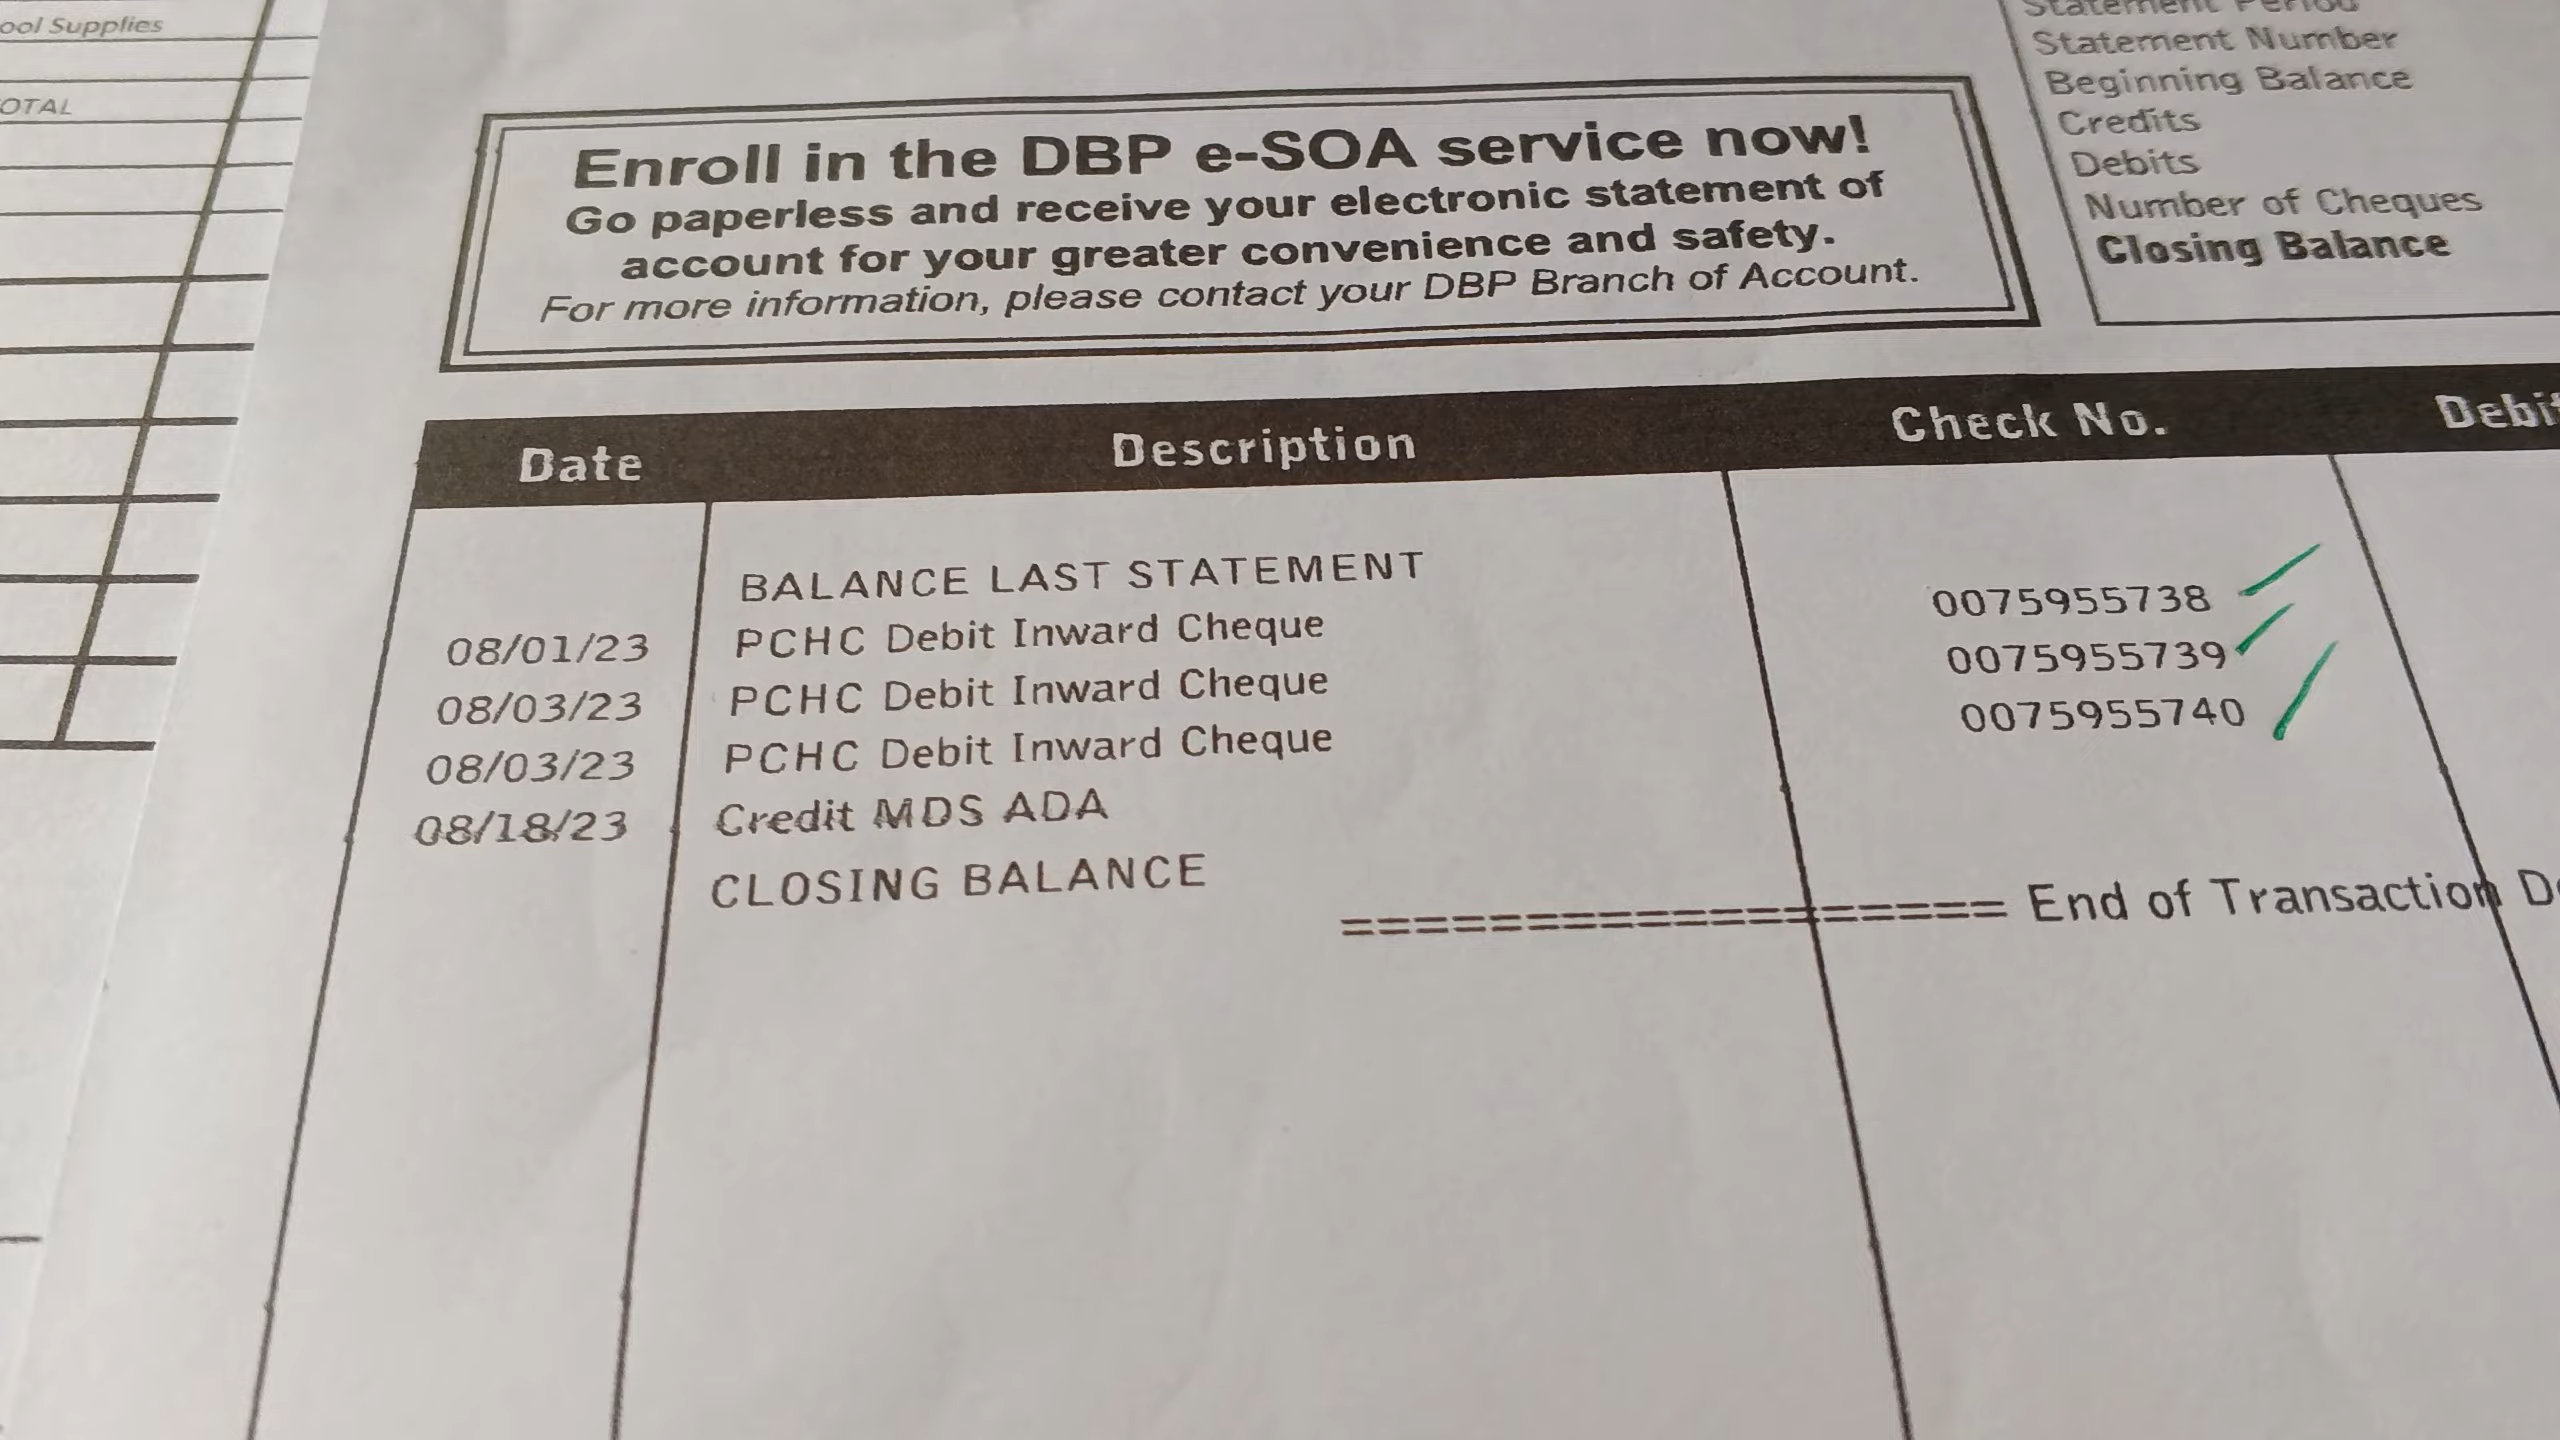 ool Supplies
OTAL
Statement Period
Statement Number
Beginning Balance
Credits
Debits
Number of Cheques
Closing Balance
Enroll in the DBP e-SOA service now!
Go paperless and receive your electronic statement of
account for your greater convenience and safety.
For more information, please contact your DBP Branch of Account.
Date Description Check No. Debit
BALANCE LAST STATEMENT
08/01/23 PCHC Debit Inward Cheque 0075955738
08/03/23 PCHC Debit Inward Cheque 0075955739
08/03/23 PCHC Debit Inward Cheque 0075955740
08/18/23 Credit MDS ADA
CLOSING BALANCE
=================== End of Transaction D